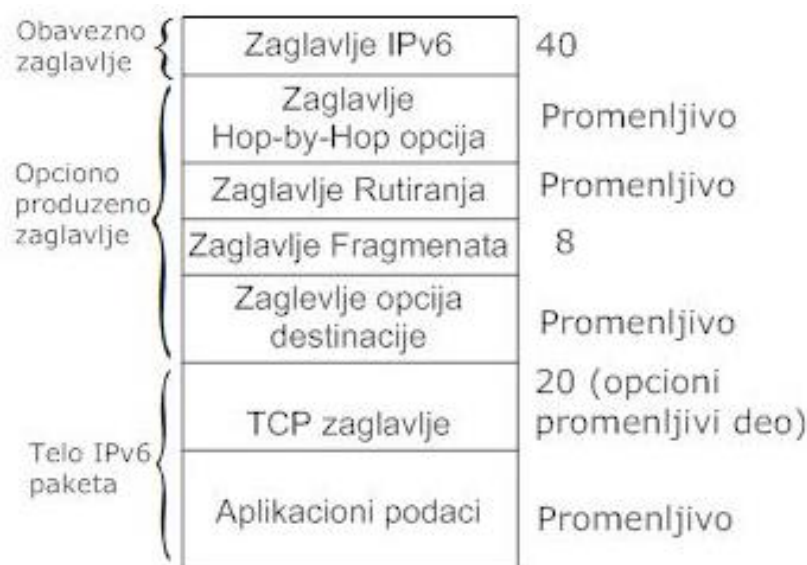 Obavezno
zaglavlje
Zaglavlje IPv6
40
Zaglavlje
Hop-by-Hop opcija
Promenljivo
Opciono
produzeno
zaglavlje
Zaglavlje Rutiranja
Promenljivo
Zaglavlje Fragmenata
8
Zaglevlje opcija
destinacije
Promenljivo
Telo IPv6
paketa
TCP zaglavlje
20 (opcioni
promenljivi deo)
Aplikacioni podaci
Promenljivo